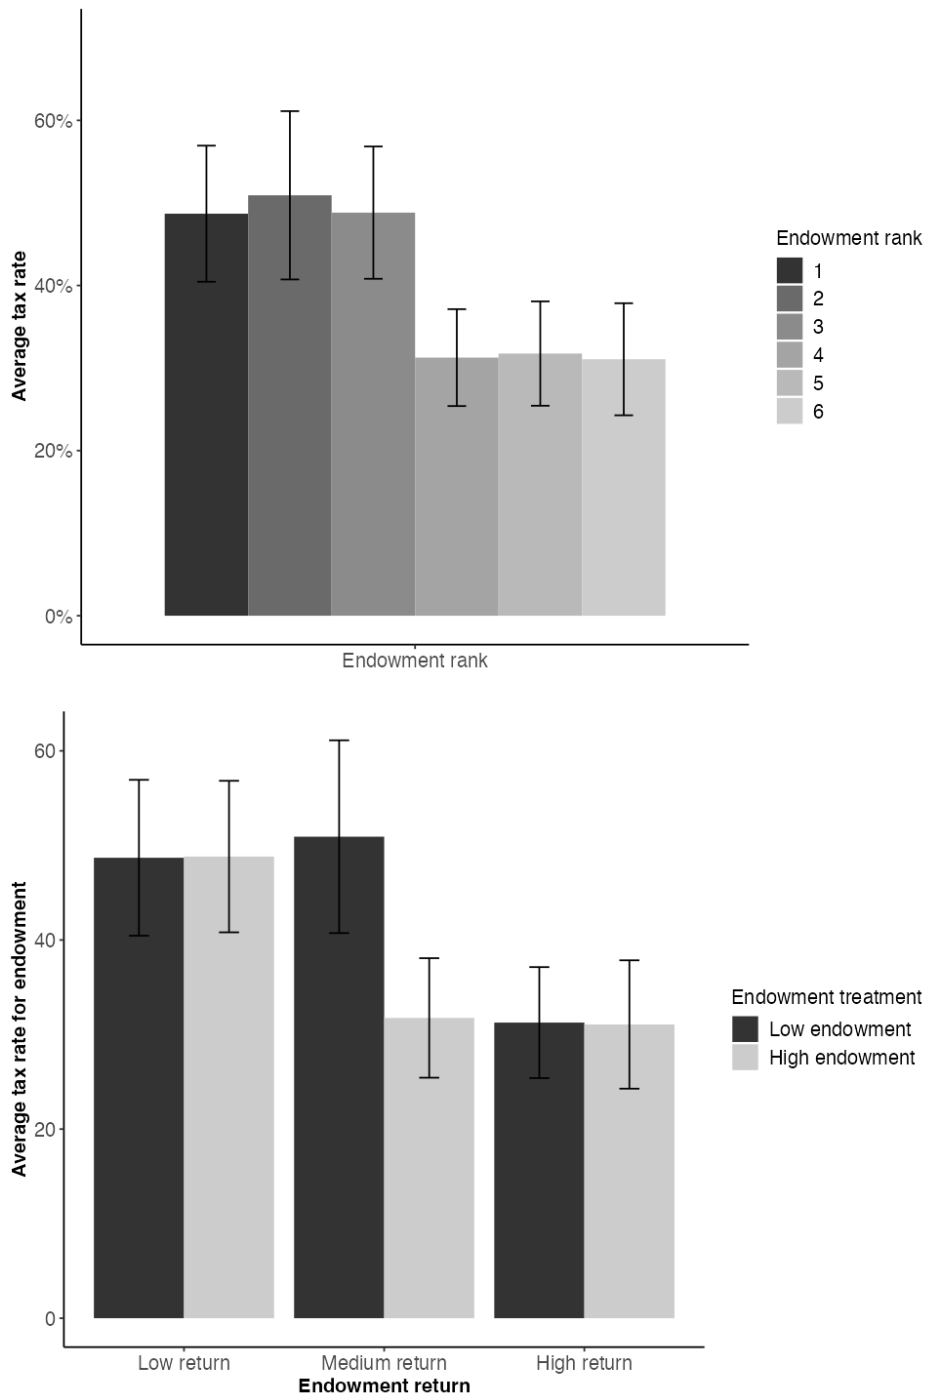 Average tax rate
60%
40%
20%
0%
Endowment rank
Endowment rank
1
2
3
4
5
6
Average tax rate for endowment
60
40
20
0
Low return Medium return High return
Endowment return
Endowment treatment
Low endowment
High endowment